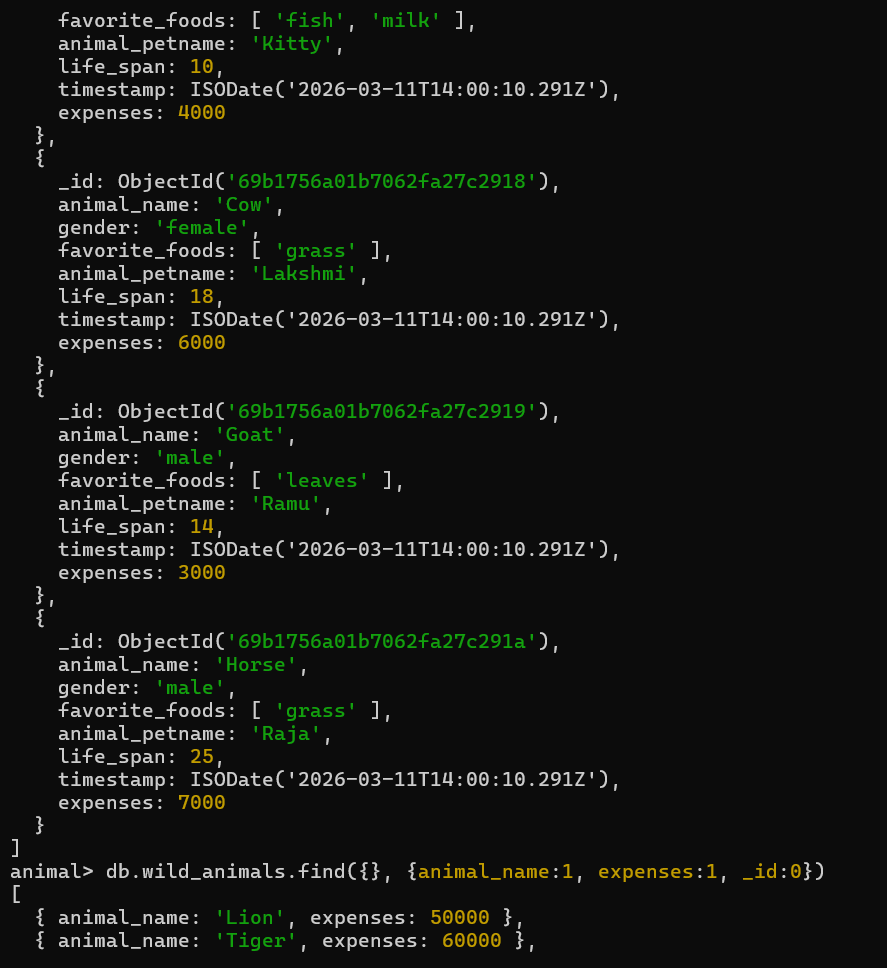 favorite_foods: [ 'fish', 'milk' ],
    animal_petname: 'Kitty',
    life_span: 10,
    timestamp: ISODate('2026-03-11T14:00:10.291Z'),
    expenses: 4000
  },
  {
    _id: ObjectId('69b1756a01b7062fa27c2918'),
    animal_name: 'Cow',
    gender: 'female',
    favorite_foods: [ 'grass' ],
    animal_petname: 'Lakshmi',
    life_span: 18,
    timestamp: ISODate('2026-03-11T14:00:10.291Z'),
    expenses: 6000
  },
  {
    _id: ObjectId('69b1756a01b7062fa27c2919'),
    animal_name: 'Goat',
    gender: 'male',
    favorite_foods: [ 'leaves' ],
    animal_petname: 'Ramu',
    life_span: 14,
    timestamp: ISODate('2026-03-11T14:00:10.291Z'),
    expenses: 3000
  },
  {
    _id: ObjectId('69b1756a01b7062fa27c291a'),
    animal_name: 'Horse',
    gender: 'male',
    favorite_foods: [ 'grass' ],
    animal_petname: 'Raja',
    life_span: 25,
    timestamp: ISODate('2026-03-11T14:00:10.291Z'),
    expenses: 7000
  }
]
animal> db.wild_animals.find({}, {animal_name:1, expenses:1, _id:0})
[
  { animal_name: 'Lion', expenses: 50000 },
  { animal_name: 'Tiger', expenses: 60000 },